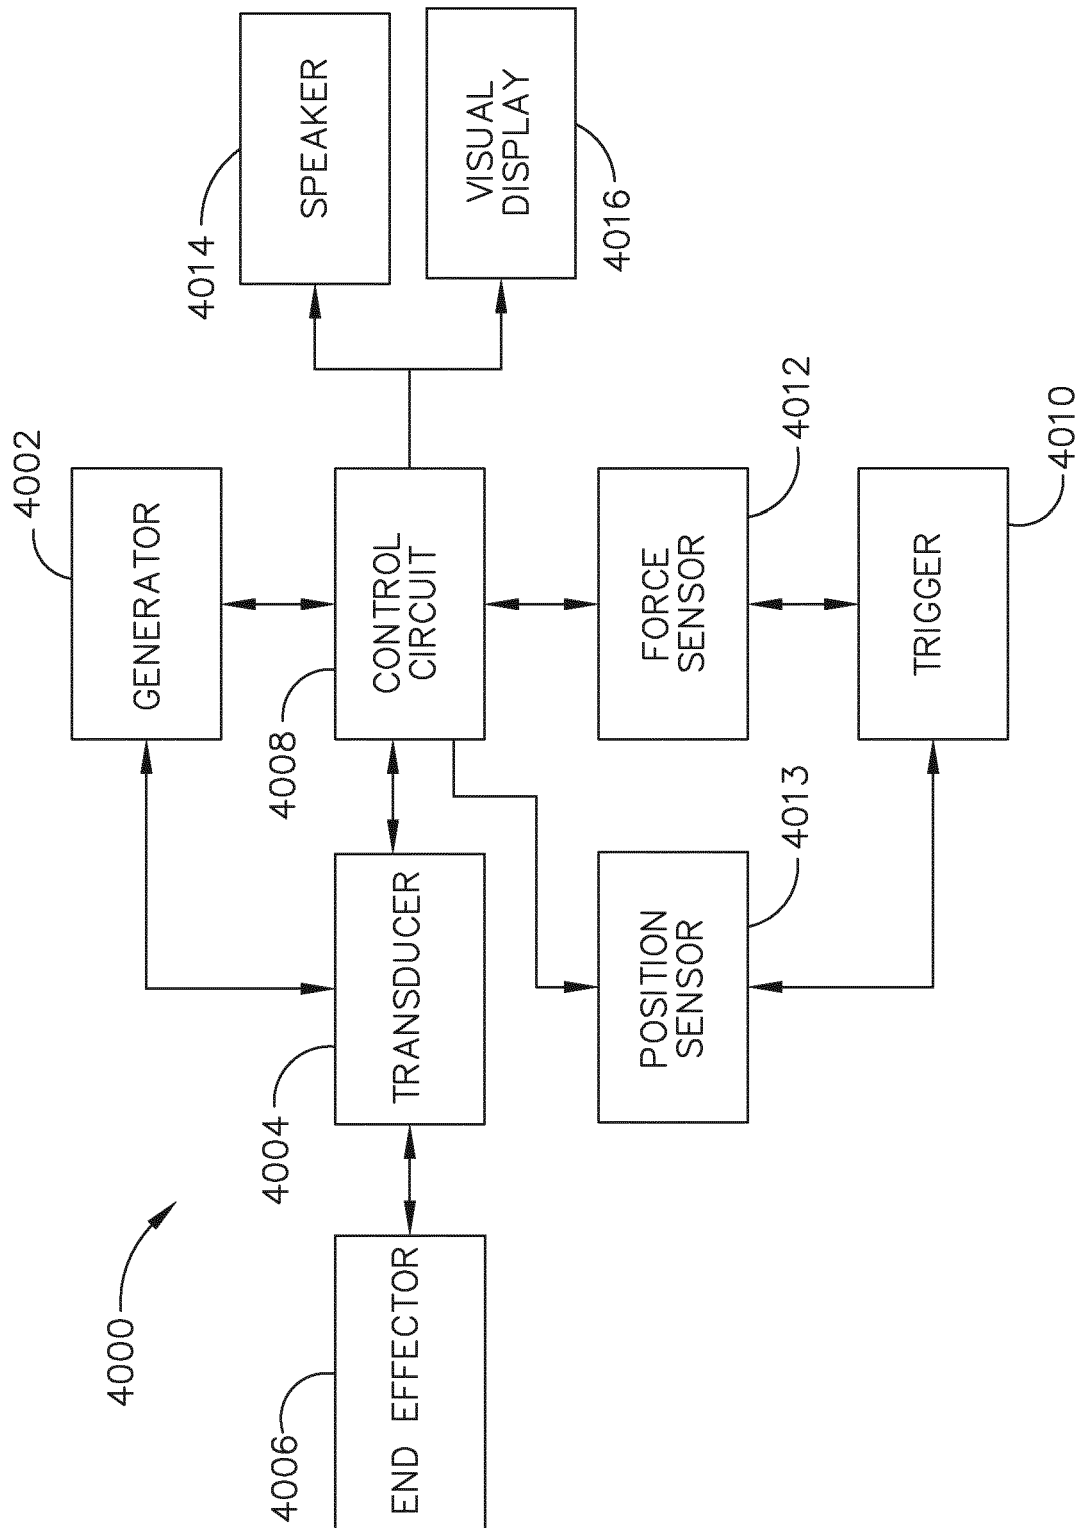 4000
4006
END EFFECTOR
4004
TRANSDUCER
4002
GENERATOR
4008
CONTROL
CIRCUIT
4014
SPEAKER
VISUAL
DISPLAY
4016
POSITION
SENSOR
4013
FORCE
SENSOR
4012
TRIGGER
4010